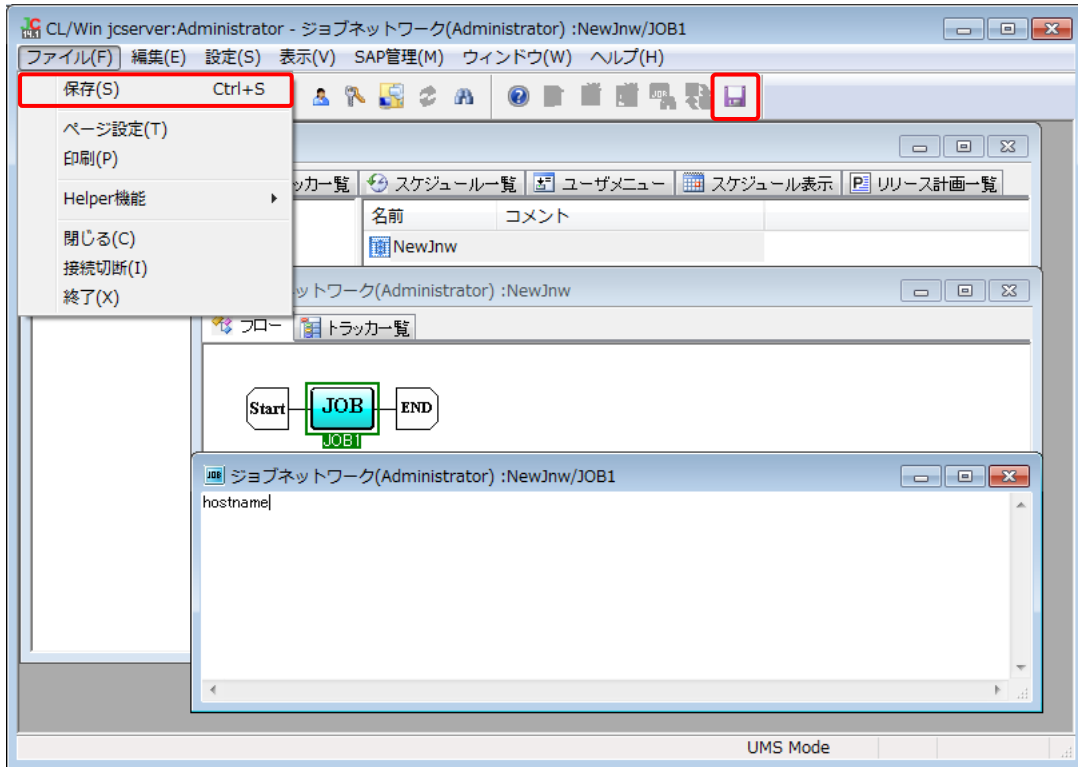 CL/Win jcserver:Administrator - ジョブネットワーク(Administrator) :NewJnw/JOB1
ファイル(F) 編集(E) 設定(S) 表示(V) SAP管理(M) ウィンドウ(W) ヘルプ(H)
保存(S) Ctrl+S
ページ設定(T)
印刷(P)
Helper機能
閉じる(C)
接続切断(I)
終了(X)
ッカ一覧 スケジュール一覧 ユーザメニュー スケジュール表示 リリース計画一覧
名前 コメント
NewJnw
ットワーク(Administrator) :NewJnw
フロー トラッカ一覧
Start JOB END
JOB1
ジョブネットワーク(Administrator) :NewJnw/JOB1
hostname
UMS Mode